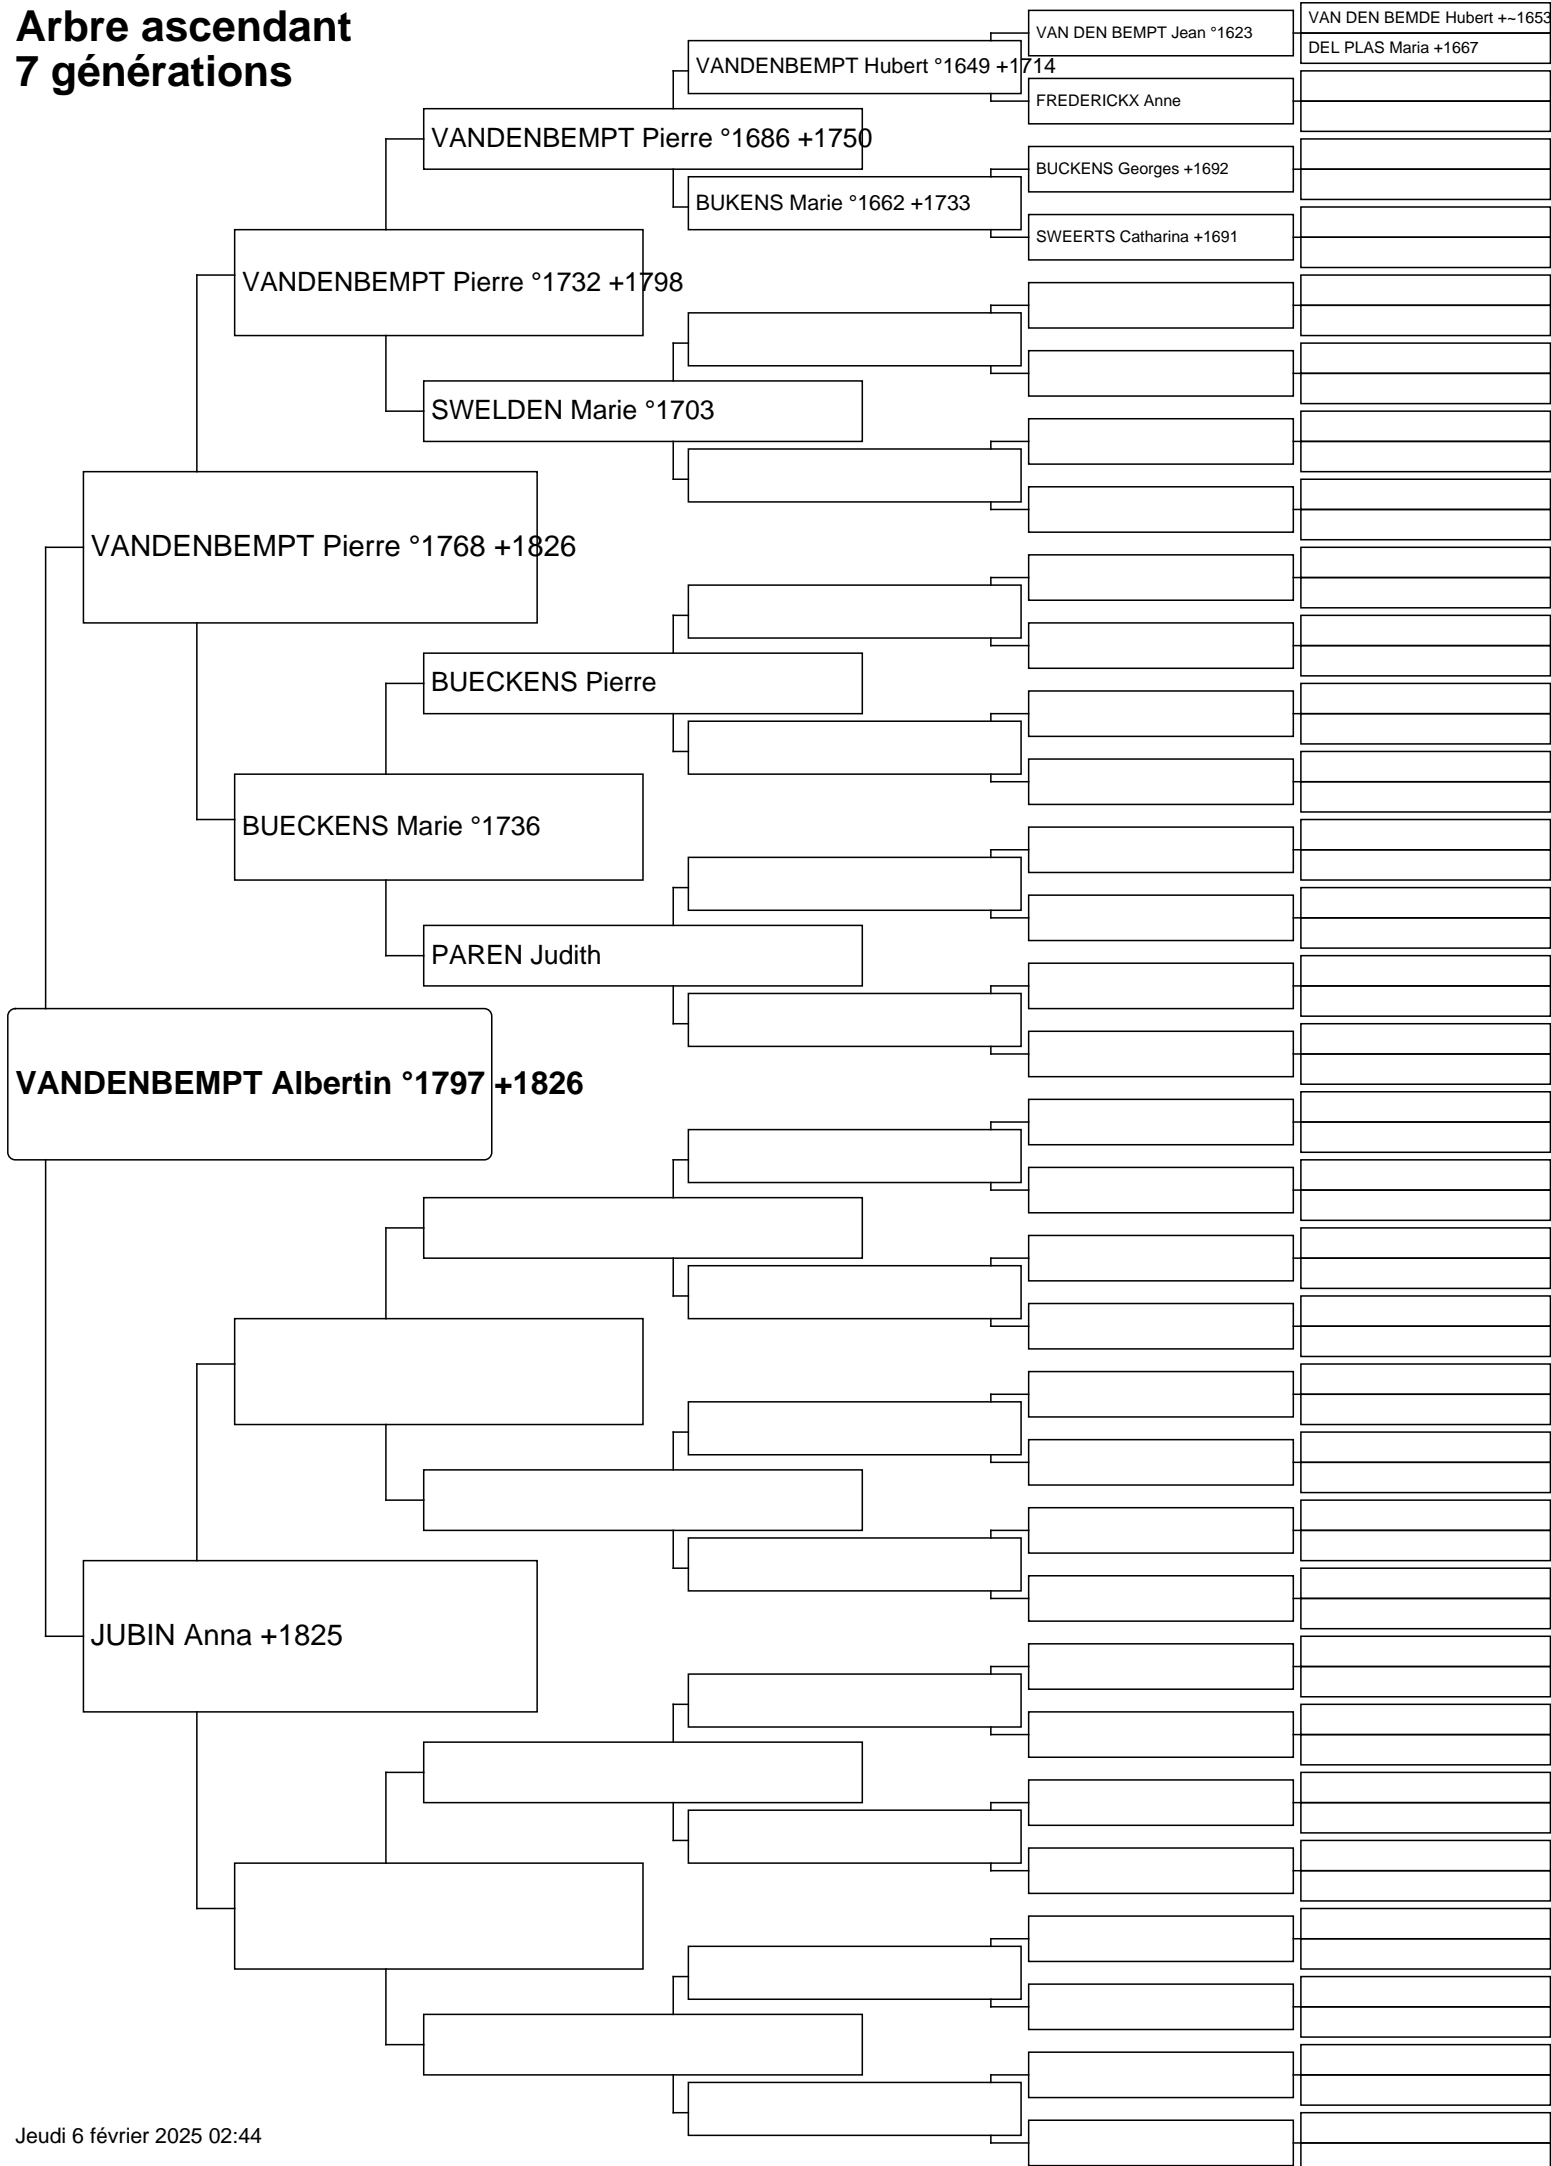 Arbre ascendant
7 générations
VAN DEN BEMDE Hubert +~1653
VAN DEN BEMPT Jean °1623
DEL PLAS Maria +1667
VANDENBEMPT Hubert °1649 +1714
FREDERICKX Anne
VANDENBEMPT Pierre °1686 +1750
BUCKENS Georges +1692
BUKENS Marie °1662 +1733
SWEERTS Catharina +1691
VANDENBEMPT Pierre °1732 +1798
SWELDEN Marie °1703
VANDENBEMPT Pierre °1768 +1826
BUECKENS Pierre
BUECKENS Marie °1736
PAREN Judith
VANDENBEMPT Albertin °1797 +1826
JUBIN Anna +1825
Jeudi 6 février 2025 02:44